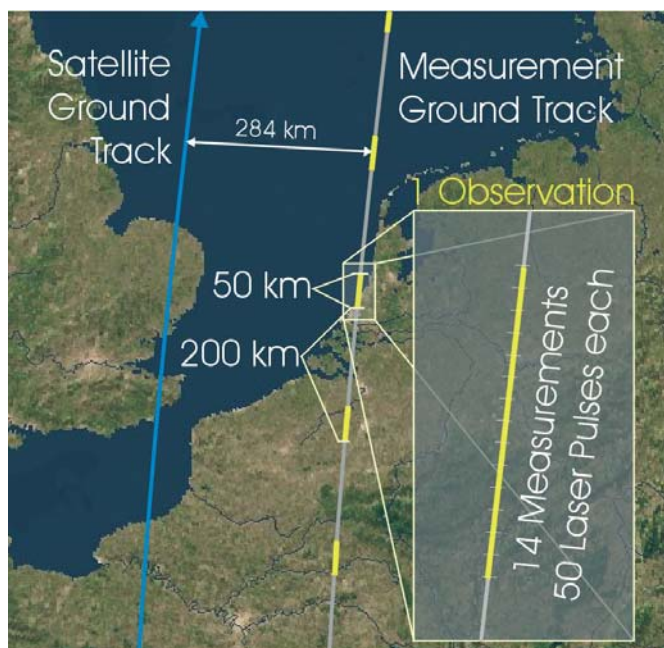 Satellite
Ground
Track
284 km
Measurement
Ground Track
1 Observation
50 km
200 km
14 Measurements
50 Laser Pulses each